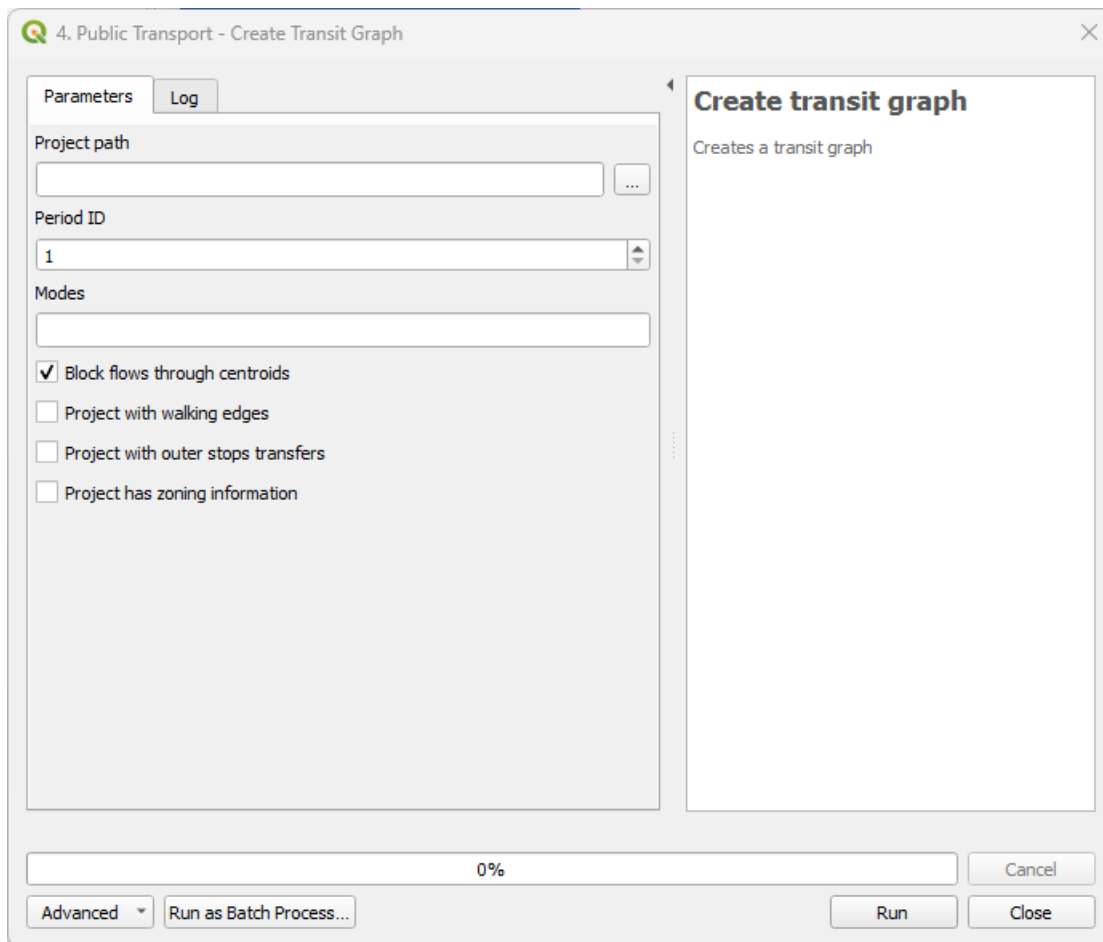 4. Public Transport - Create Transit Graph
Parameters
Log
Project path
...
Period ID
1
Modes
Block flows through centroids
Project with walking edges
Project with outer stops transfers
Project has zoning information
Create transit graph
Creates a transit graph
0%
Cancel
Advanced
Run as Batch Process...
Run
Close